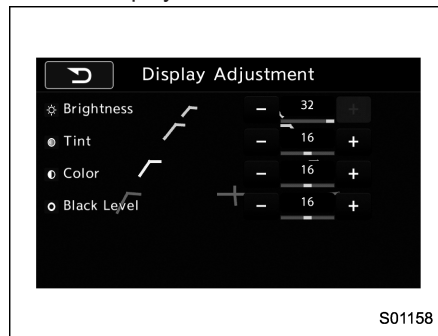 Display Adjustment
Brightness - 32 +
Tint - 16 +
Color - 16 +
Black Level - 16 +
S01158